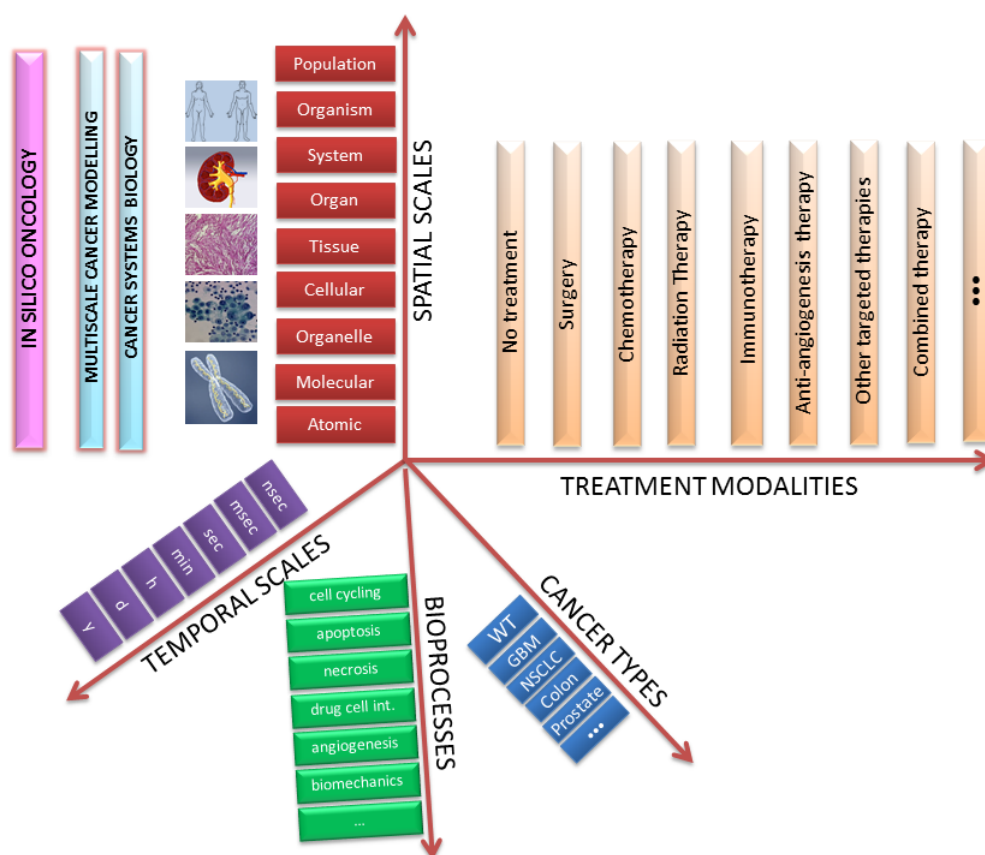 IN SILICO ONCOLOGY
MULTISCALE CANCER MODELLING
CANCER SYSTEMS BIOLOGY
Population
Organism
System
Organ
Tissue
Cellular
Organelle
Molecular
Atomic
SPATIAL SCALES
No treatment
Surgery
Chemotherapy
Radiation Therapy
Immunotherapy
Anti-angiogenesis therapy
Other targeted therapies
Combined therapy
...
TREATMENT MODALITIES
nsec
msec
sec
min
h
d
y
TEMPORAL SCALES
cell cycling
apoptosis
necrosis
drug cell int.
angiogenesis
biomechanics
...
BIOPROCESSES
WT
GBM
NSCLC
Colon
Prostate
...
CANCER TYPES